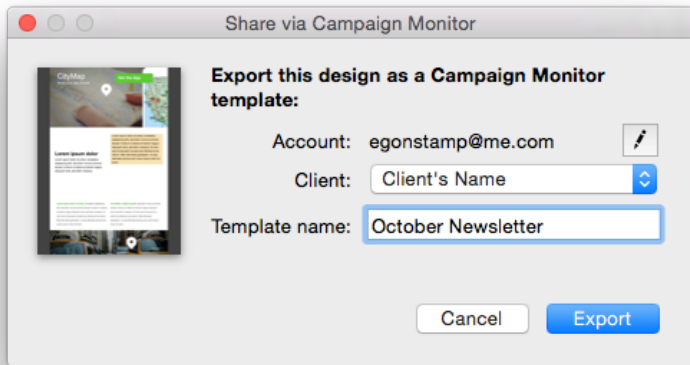 Share via Campaign Monitor
CityMap
Export this design as a Campaign Monitor
template:
Account: egonstamp@me.com
Client: Client's Name
Template name: October Newsletter
Lorem ipsum dolor
Cancel Export